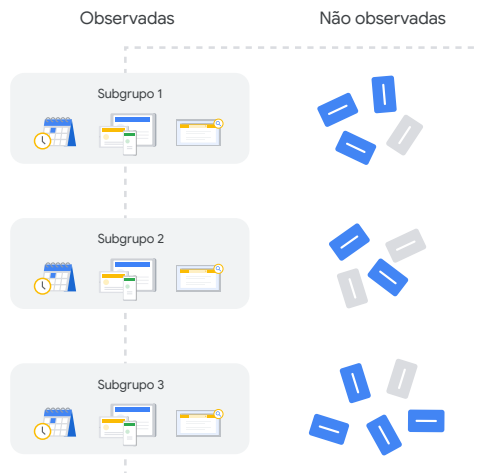 Observadas
Não observadas
Subgrupo 1
Subgrupo 2
Subgrupo 3